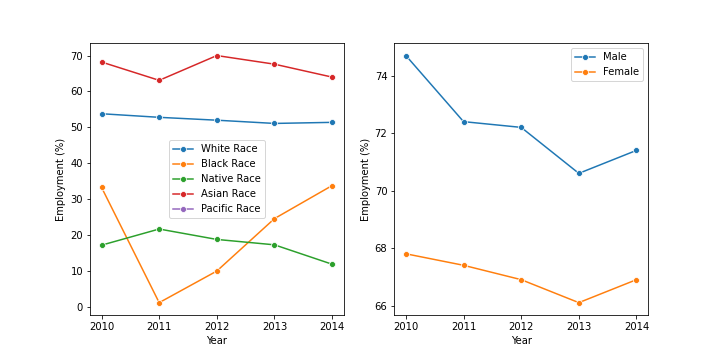 70
60
50
40
30
20
10
0
Employment (%)
White Race
Black Race
Native Race
Asian Race
Pacific Race
2010 2011 2012 2013 2014
Year
74
72
70
68
66
Employment (%)
Male
Female
2010 2011 2012 2013 2014
Year